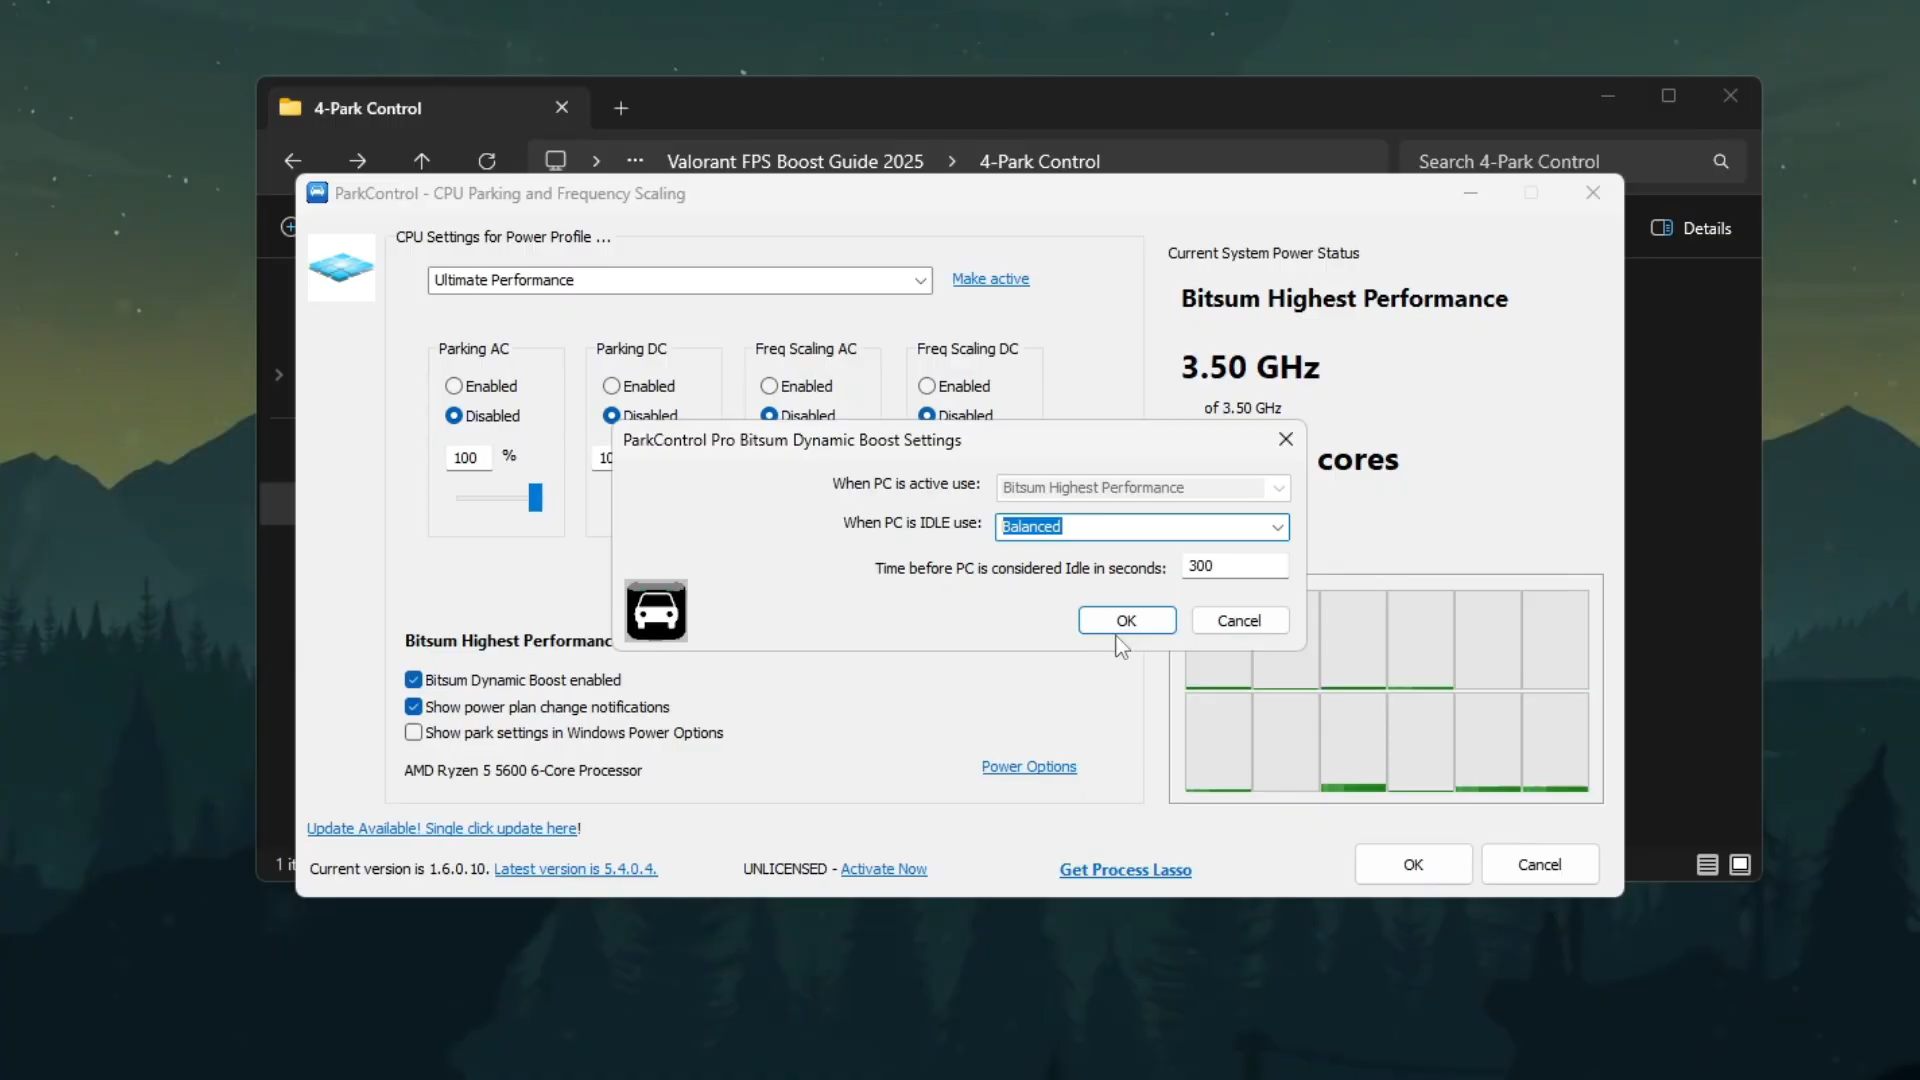 4-Park Control
Valorant FPS Boost Guide 2025
4-Park Control
Search 4-Park Control
ParkControl - CPU Parking and Frequency Scaling
Details
CPU Settings for Power Profile ...
Ultimate Performance
Make active
Parking AC
Enabled
Disabled
100 %
Parking DC
Enabled
Disabled
10
Freq Scaling AC
Enabled
Disabled
Freq Scaling DC
Enabled
Disabled
Current System Power Status
Bitsum Highest Performance
3.50 GHz
of 3.50 GHz
cores
ParkControl Pro Bitsum Dynamic Boost Settings
When PC is active use: Bitsum Highest Performance
When PC is IDLE use: Balanced
Time before PC is considered Idle in seconds: 300
OK
Cancel
Bitsum Highest Performanc
Bitsum Dynamic Boost enabled
Show power plan change notifications
Show park settings in Windows Power Options
AMD Ryzen 5 5600 6-Core Processor
Power Options
Update Available! Single click update here!
Current version is 1.6.0.10. Latest version is 5.4.0.4.
UNLICENSED - Activate Now
Get Process Lasso
OK
Cancel
1 it